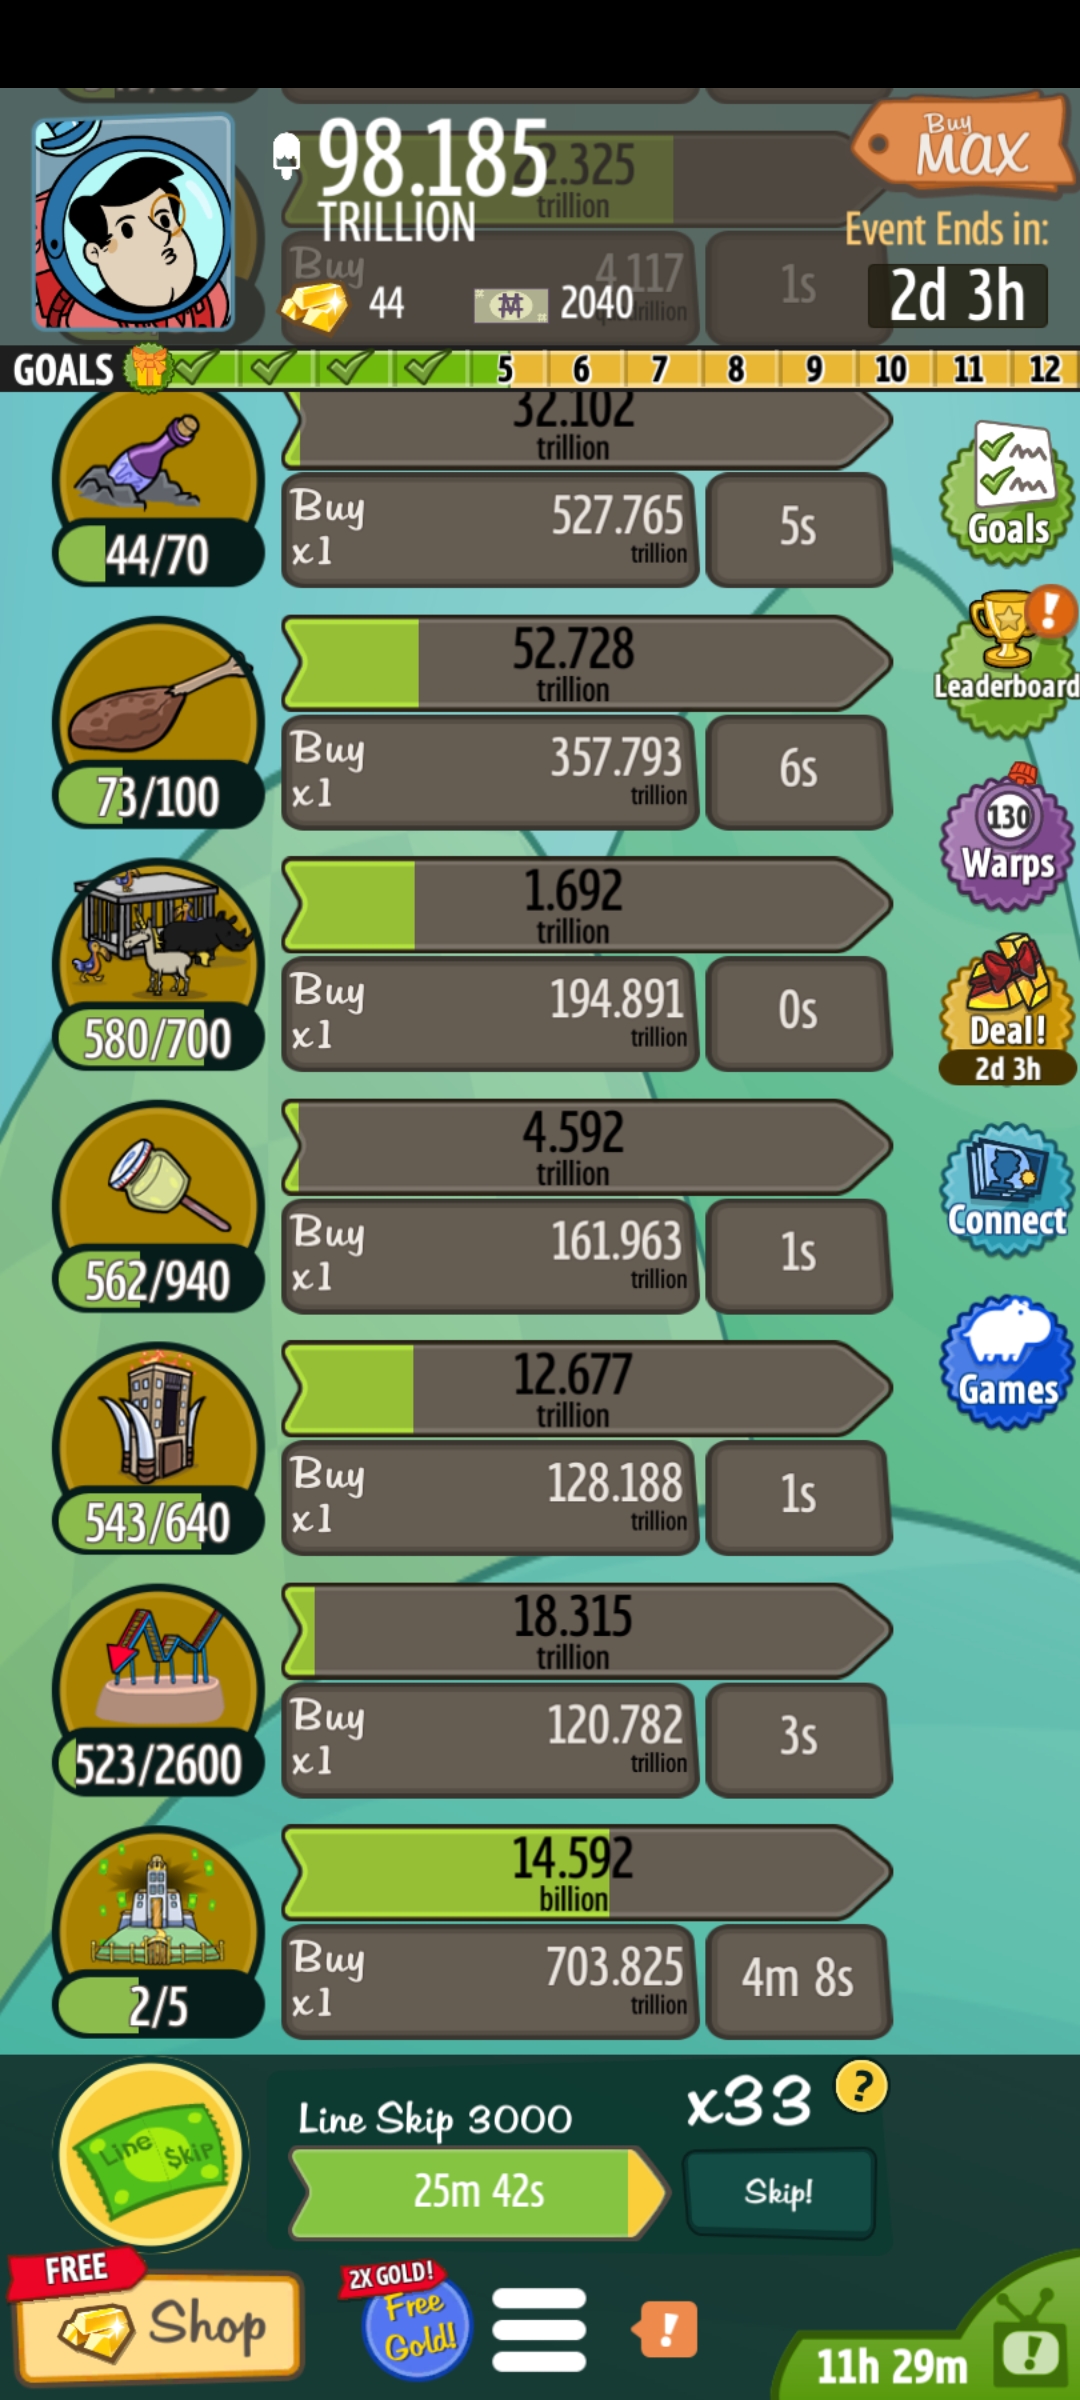 98.185
TRILLION
2.325
trillion
Buy
MAX
Event Ends in:
2d 3h
Buy
4.117
1s
44
2040
GOALS
5 6 7 8 9 10 11 12
32.102
trillion
Buy
x1
527.765
trillion
5s
44/70
Goals
52.728
trillion
Buy
x1
357.793
trillion
6s
73/100
Leaderboard
1.692
trillion
Buy
x1
194.891
trillion
0s
580/700
130
Warps
Deal!
2d 3h
4.592
trillion
Buy
x1
161.963
trillion
1s
562/940
Connect
12.677
trillion
Buy
x1
128.188
trillion
1s
543/640
Games
18.315
trillion
Buy
x1
120.782
trillion
3s
523/2600
14.592
billion
Buy
x1
703.825
trillion
4m 8s
2/5
Line $kip
Line Skip 3000
x33
?
25m 42s
Skip!
FREE
Shop
2X GOLD!
Free
Gold!
!
11h 29m
!